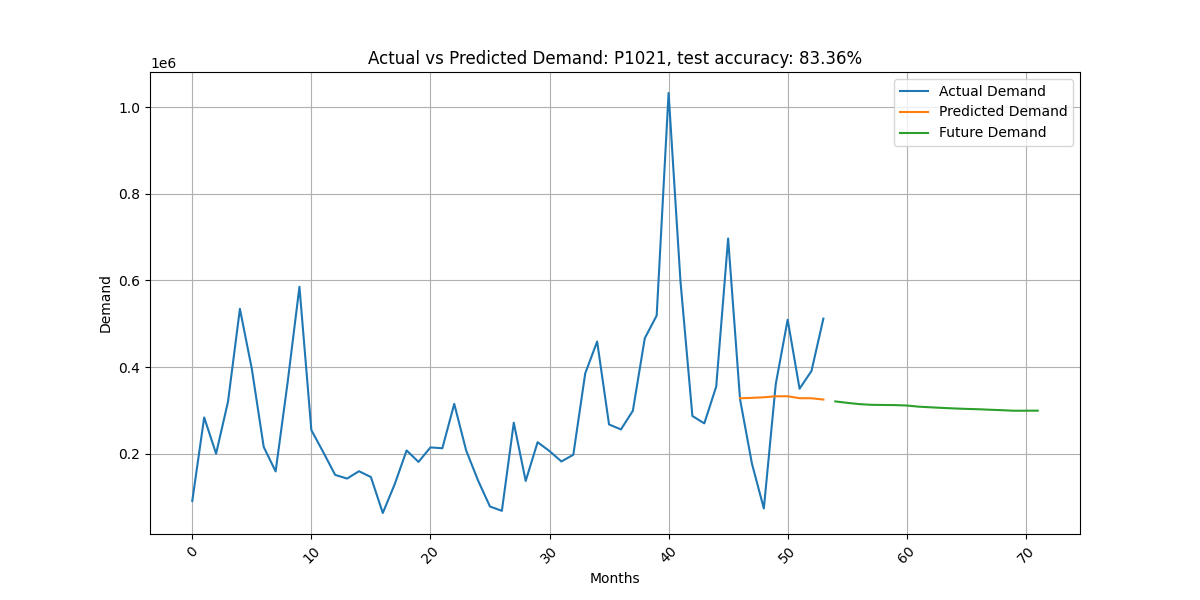 Actual vs Predicted Demand: P1021, test accuracy: 83.36%
1e6
Actual Demand
Predicted Demand
Future Demand
1.0
0.8
0.6
0.4
0.2
Demand
0 10 20 30 40 50 60 70
Months